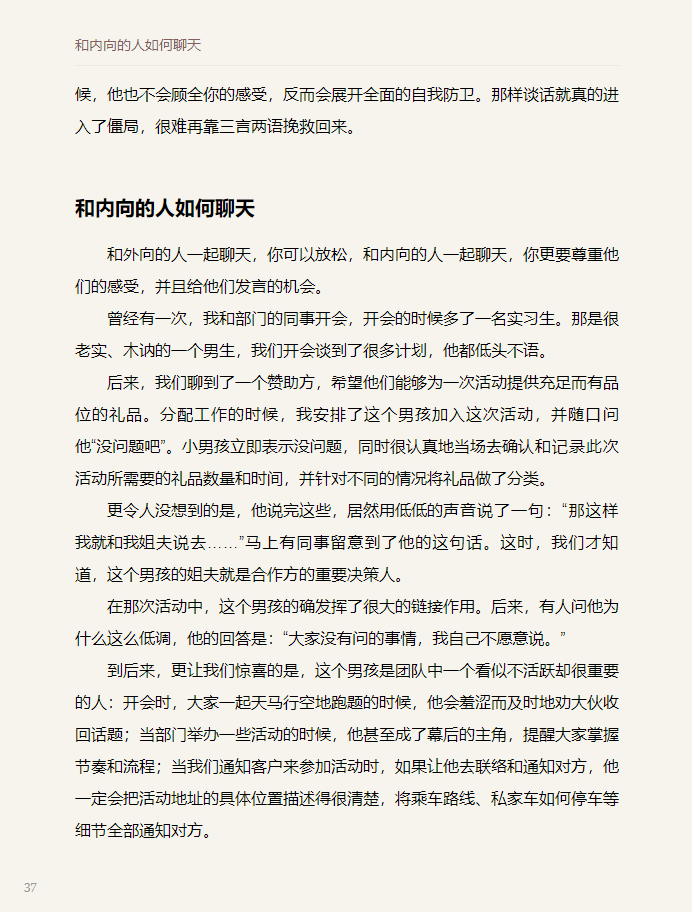 和内向的人如何聊天
候，他也不会顾全你的感受，反而会展开全面的自我防卫。那样谈话就真的进
入了僵局，很难再靠三言两语挽救回来。
和内向的人如何聊天
和外向的人一起聊天，你可以放松，和内向的人一起聊天，你更要尊重他
们的感受，并且给他们发言的机会。
曾经有一次，我和部门的同事开会，开会的时候多了一名实习生。那是很
老实、木讷的一个男生，我们开会谈到了很多计划，他都低头不语。
后来，我们聊到了一个赞助方，希望他们能够为一次活动提供充足而有品
位的礼品。分配工作的时候，我安排了这个男孩加入这次活动，并随口问
他“没问题吧”。小男孩立即表示没问题，同时很认真地当场去确认和记录此次
活动所需要的礼品数量和时间，并针对不同的情况将礼品做了分类。
更令人没想到的是，他说完这些，居然用低低的声音说了一句：“那这样
我就和我姐夫说去……”马上有同事留意到了他的这句话。这时，我们才知
道，这个男孩的姐夫就是合作方的重要决策人。
在那次活动中，这个男孩的确发挥了很大的链接作用。后来，有人问他为
什么这么低调，他的回答是：“大家没有问的事情，我自己不愿意说。”
到后来，更让我们惊喜的是，这个男孩是团队中一个看似不活跃却很重要
的人：开会时，大家一起天马行空地跑题的时候，他会羞涩而及时地劝大伙收
回话题；当部门举办一些活动的时候，他甚至成了幕后的主角，提醒大家掌握
节奏和流程；当我们通知客户来参加活动时，如果让他去联络和通知对方，他
一定会把活动地址的具体位置描述得很清楚，将乘车路线、私家车如何停车等
细节全部通知对方。
37